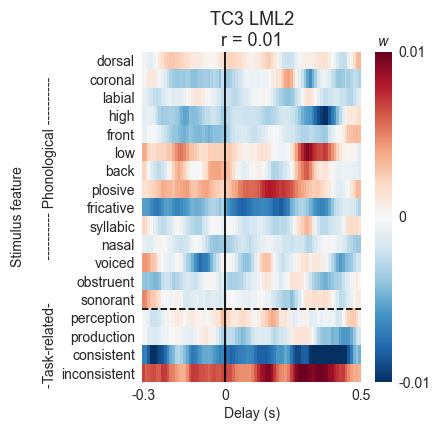 TC3 LML2
r = 0.01
w
dorsal
coronal
labial
high
front
low
back
plosive
fricative
syllabic
nasal
voiced
obstruent
sonorant
perception
production
consistent
inconsistent
Stimulus feature
---------- Phonological ----------
-Task-related-
-0.3 0 0.5
Delay (s)
0.01
0
-0.01